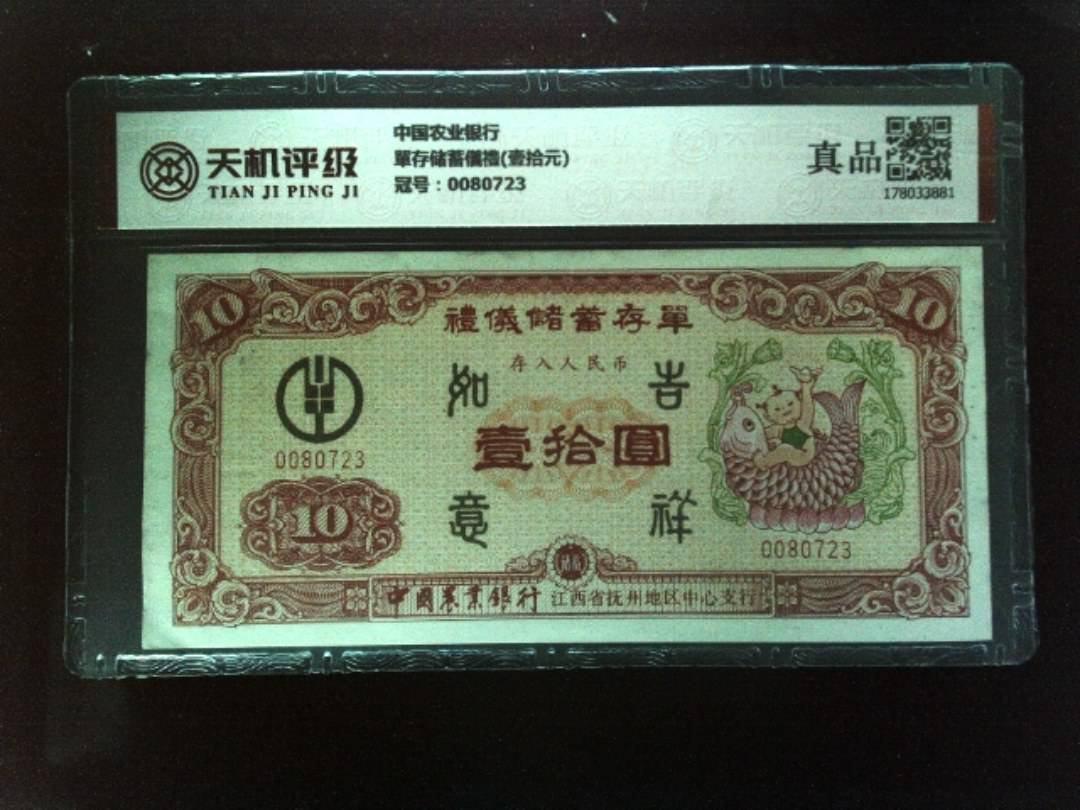 天机评级
TIAN JI PING JI
中国农业银行
單存储蓄儀禮(壹拾元)
冠号：0080723
真品
178033881
10
10
禮儀儲蓄存單
存入人民币
如 吉
壹拾圓
意 祥
0080723
10
0080723
儲蓄
中國農業銀行 江西省抚州地区中心支行